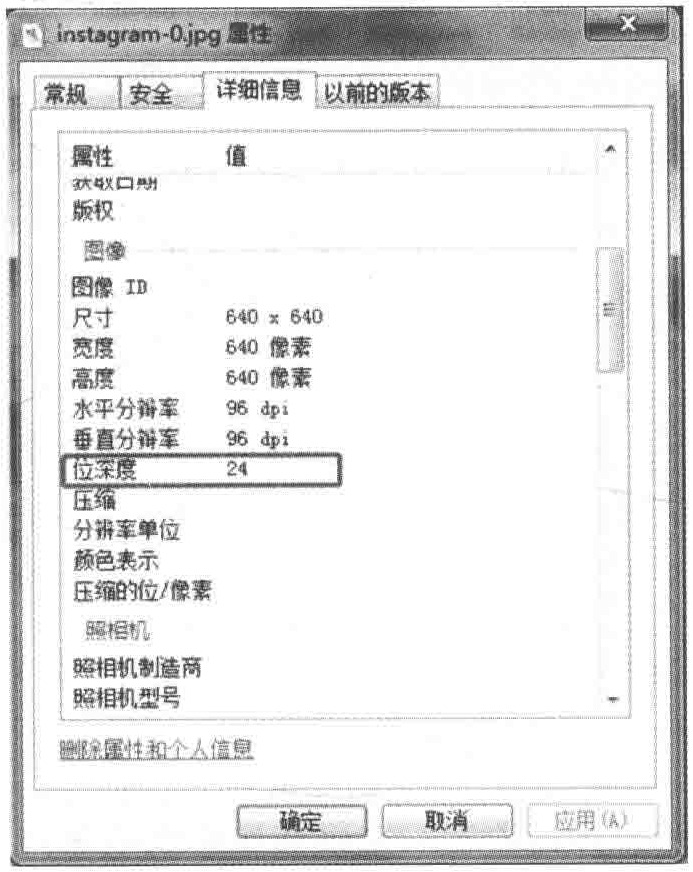 instagram-0.jpg 属性
常规 安全 详细信息 以前的版本
属性 值
获取日期
版权
图像
图像 ID
尺寸 640 x 640
宽度 640 像素
高度 640 像素
水平分辨率 96 dpi
垂直分辨率 96 dpi
位深度 24
压缩
分辨率单位
颜色表示
压缩的位/像素
照相机
照相机制造商
照相机型号
删除属性和个人信息
确定 取消 应用(A)